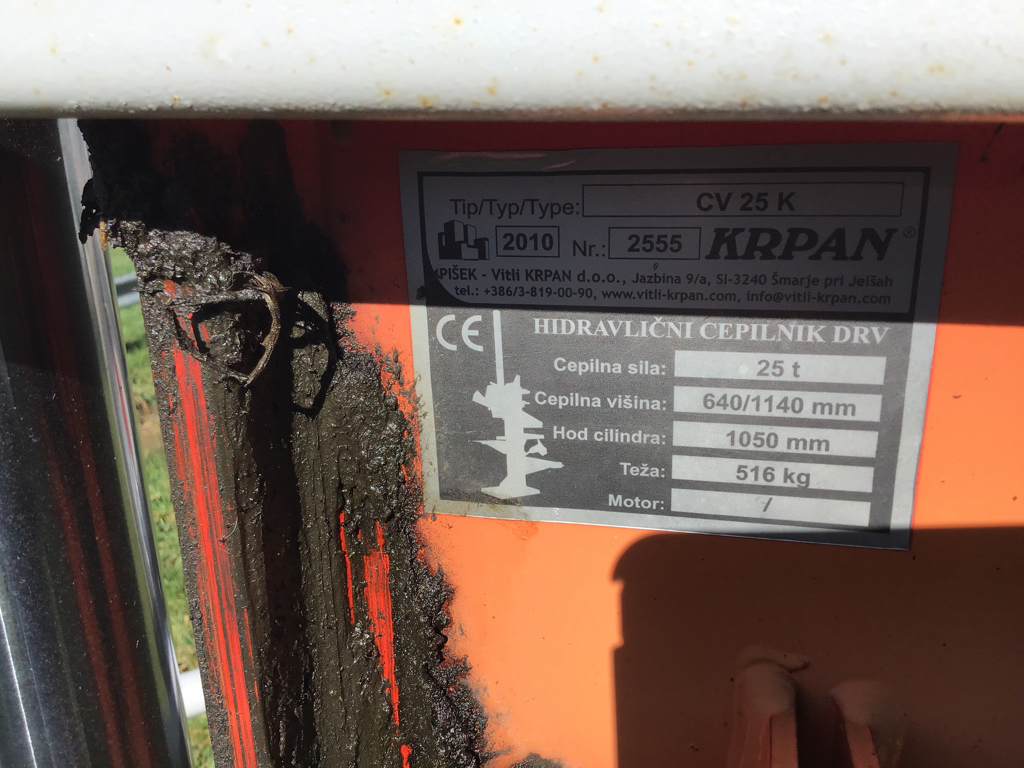 Tip/Typ/Type: CV 25 K
2010 Nr.: 2555 KRPAN®
PIŠEK - Vitli KRPAN d.o.o., Jazbina 9/a, SI-3240 Šmarje pri Jelšah
tel.: +386/3-819-00-90, www.vitli-krpan.com, info@vitli-krpan.com
CE HIDRAVLIČNI CEPILNIK DRV
Cepilna sila: 25 t
Cepilna višina: 640/1140 mm
Hod cilindra: 1050 mm
Teža: 516 kg
Motor: /